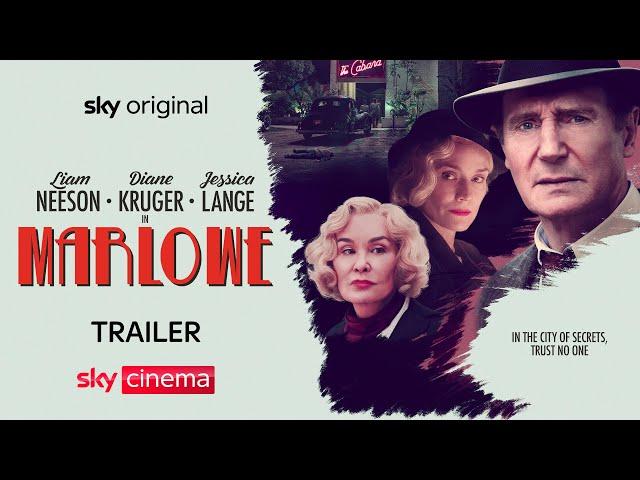 The Cabana
sky original
Liam Diane Jessica
NEESON · KRUGER · LANGE
IN
MARLOWE
TRAILER
sky cinema
IN THE CITY OF SECRETS,
TRUST NO ONE